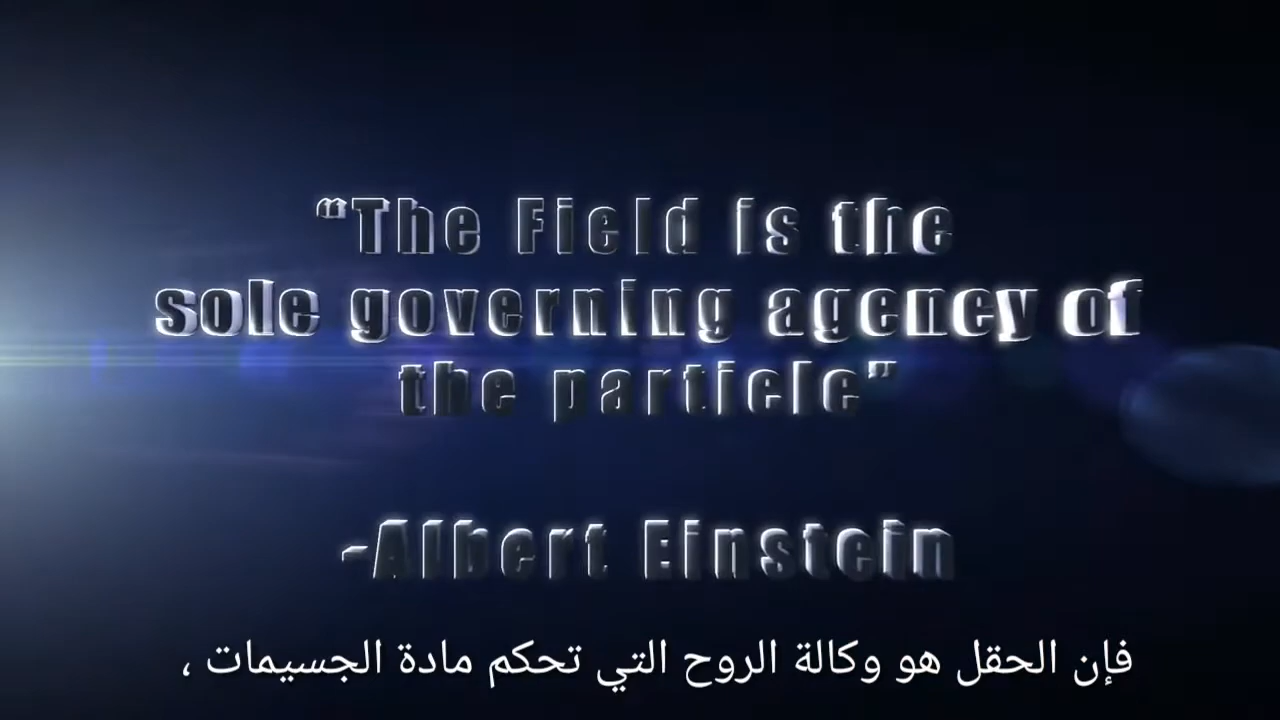 “The Field is the
sole governing agency of
the particle”
-Albert Einstein
فإن الحقل هو وكالة الروح التي تحكم مادة الجسيمات ،